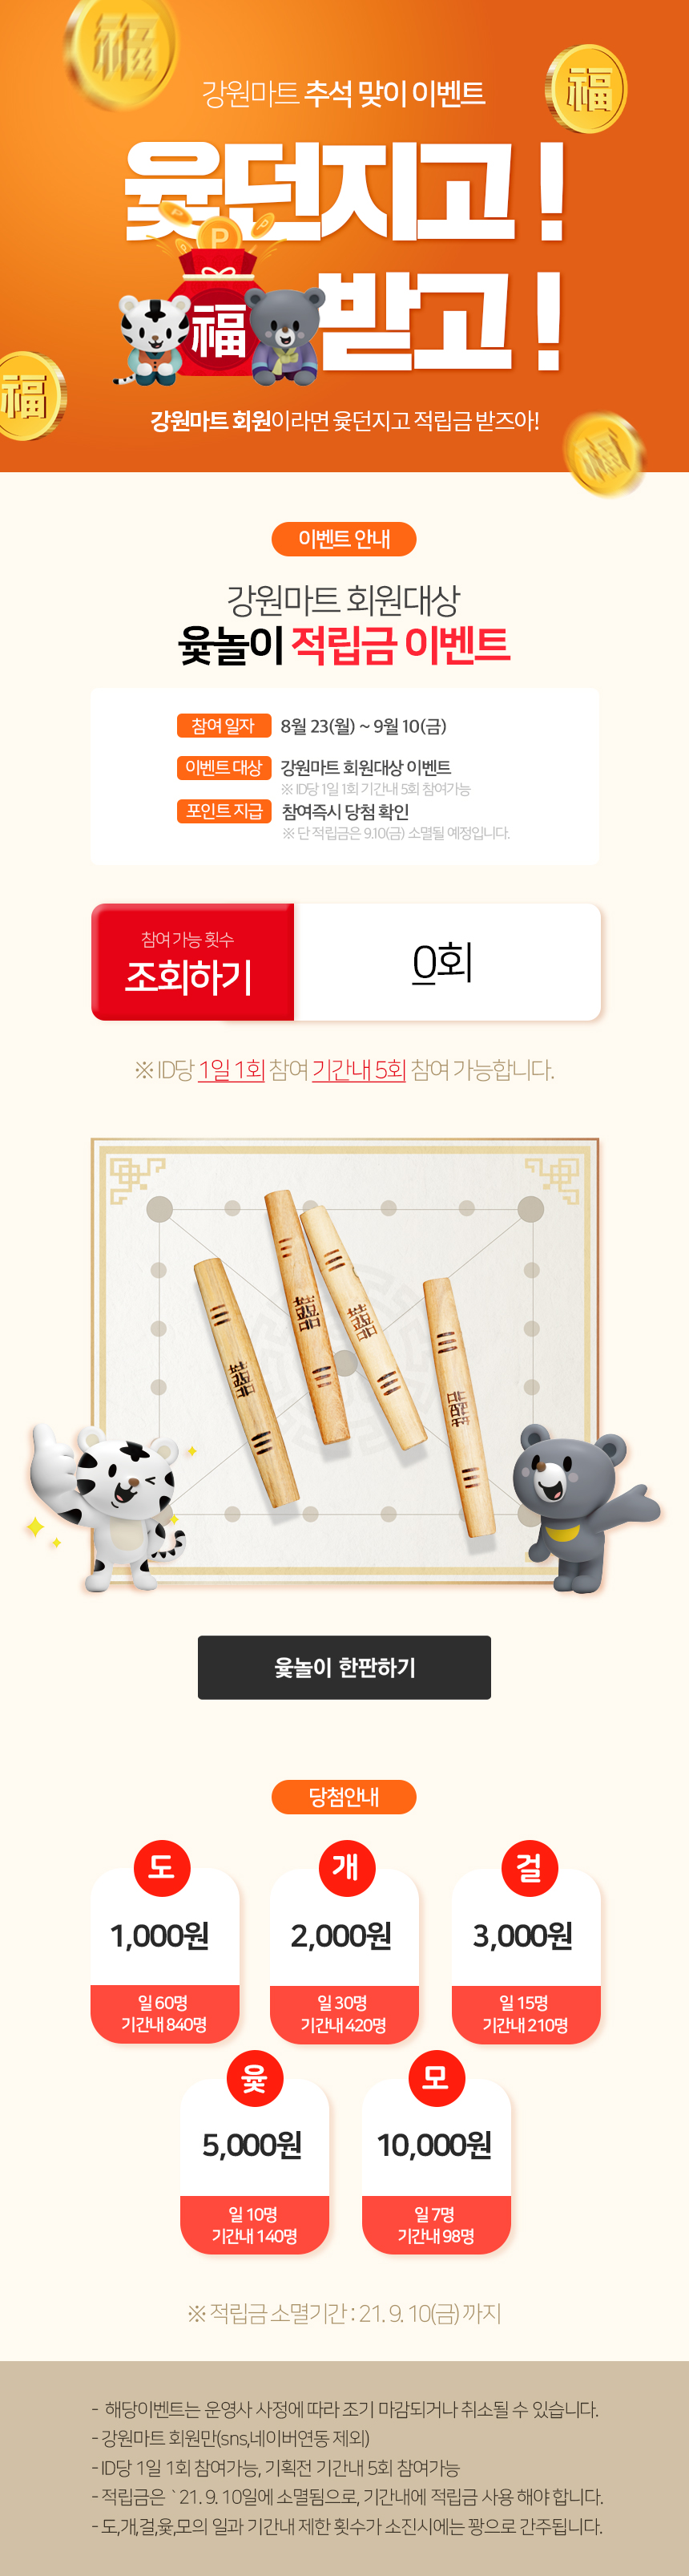 福
福
강원마트 추석 맞이 이벤트
윷던지고!
P
福
받고!
福
강원마트 회원이라면 윷던지고 적립금 받즈아!
이벤트 안내
강원마트 회원대상
윷놀이 적립금 이벤트
참여 일자 8월 23(월) ~ 9월 10(금)
이벤트 대상 강원마트 회원대상 이벤트
※ ID당 1일 1회 기간내 5회 참여가능
포인트 지급 참여즉시 당첨 확인
※ 단 적립금은 9.10(금) 소멸될 예정입니다.
참여 가능 횟수
조회하기
0회
※ ID당 1일 1회 참여 기간내 5회 참여 가능합니다.
윷놀이 한판하기
당첨안내
도 개 걸
1,000원 2,000원 3,000원
일 60명 일 30명 일 15명
기간내 840명 기간내 420명 기간내 210명
윷 모
5,000원 10,000원
일 10명 일 7명
기간내 140명 기간내 98명
※ 적립금 소멸기간 : 21. 9. 10(금) 까지
- 해당이벤트는 운영사 사정에 따라 조기 마감되거나 취소될 수 있습니다.
- 강원마트 회원만(sns,네이버연동 제외)
- ID당 1일 1회 참여가능, 기획전 기간내 5회 참여가능
- 적립금은 `21. 9. 10일에 소멸됨으로, 기간내에 적립금 사용 해야 합니다.
- 도,개,걸,윷,모의 일과 기간내 제한 횟수가 소진시에는 꽝으로 간주됩니다.